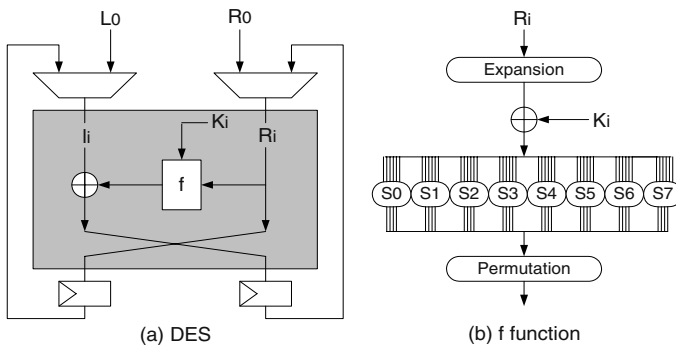 L0
R0
Ki
li
Ri
f
(a) DES
Ri
Expansion
Ki
S0 S1 S2 S3 S4 S5 S6 S7
Permutation
(b) f function